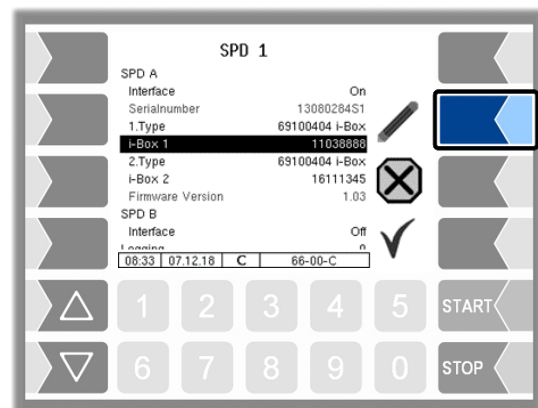 SPD 1
SPD A
Interface On
Serialnumber 13080284S1
1.Type 69100404 i-Box
i-Box 1 11038888
2.Type 69100404 i-Box
i-Box 2 16111345
Firmware Version 1.03
SPD B
Interface Off
Logging 0
08:33 07.12.18 C 66-00-C
1 2 3 4 5 START
6 7 8 9 0 STOP